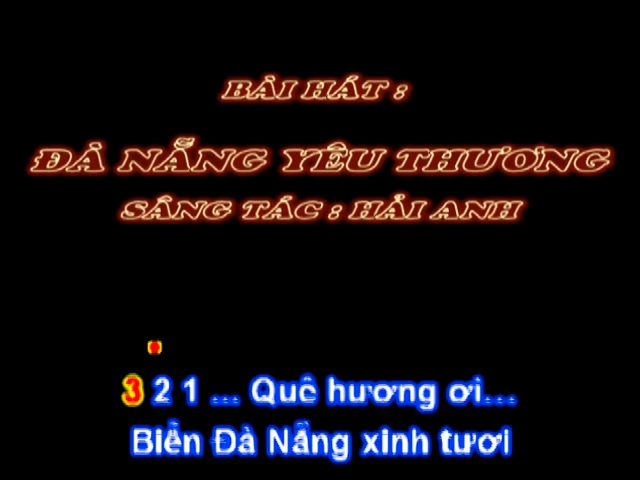 BÀI HÁT :
ĐÀ NẴNG YÊU THƯƠNG
SÁNG TÁC : HẢI ANH
3 2 1 ... Quê hương ơi...
Biển Đà Nẵng xinh tươi